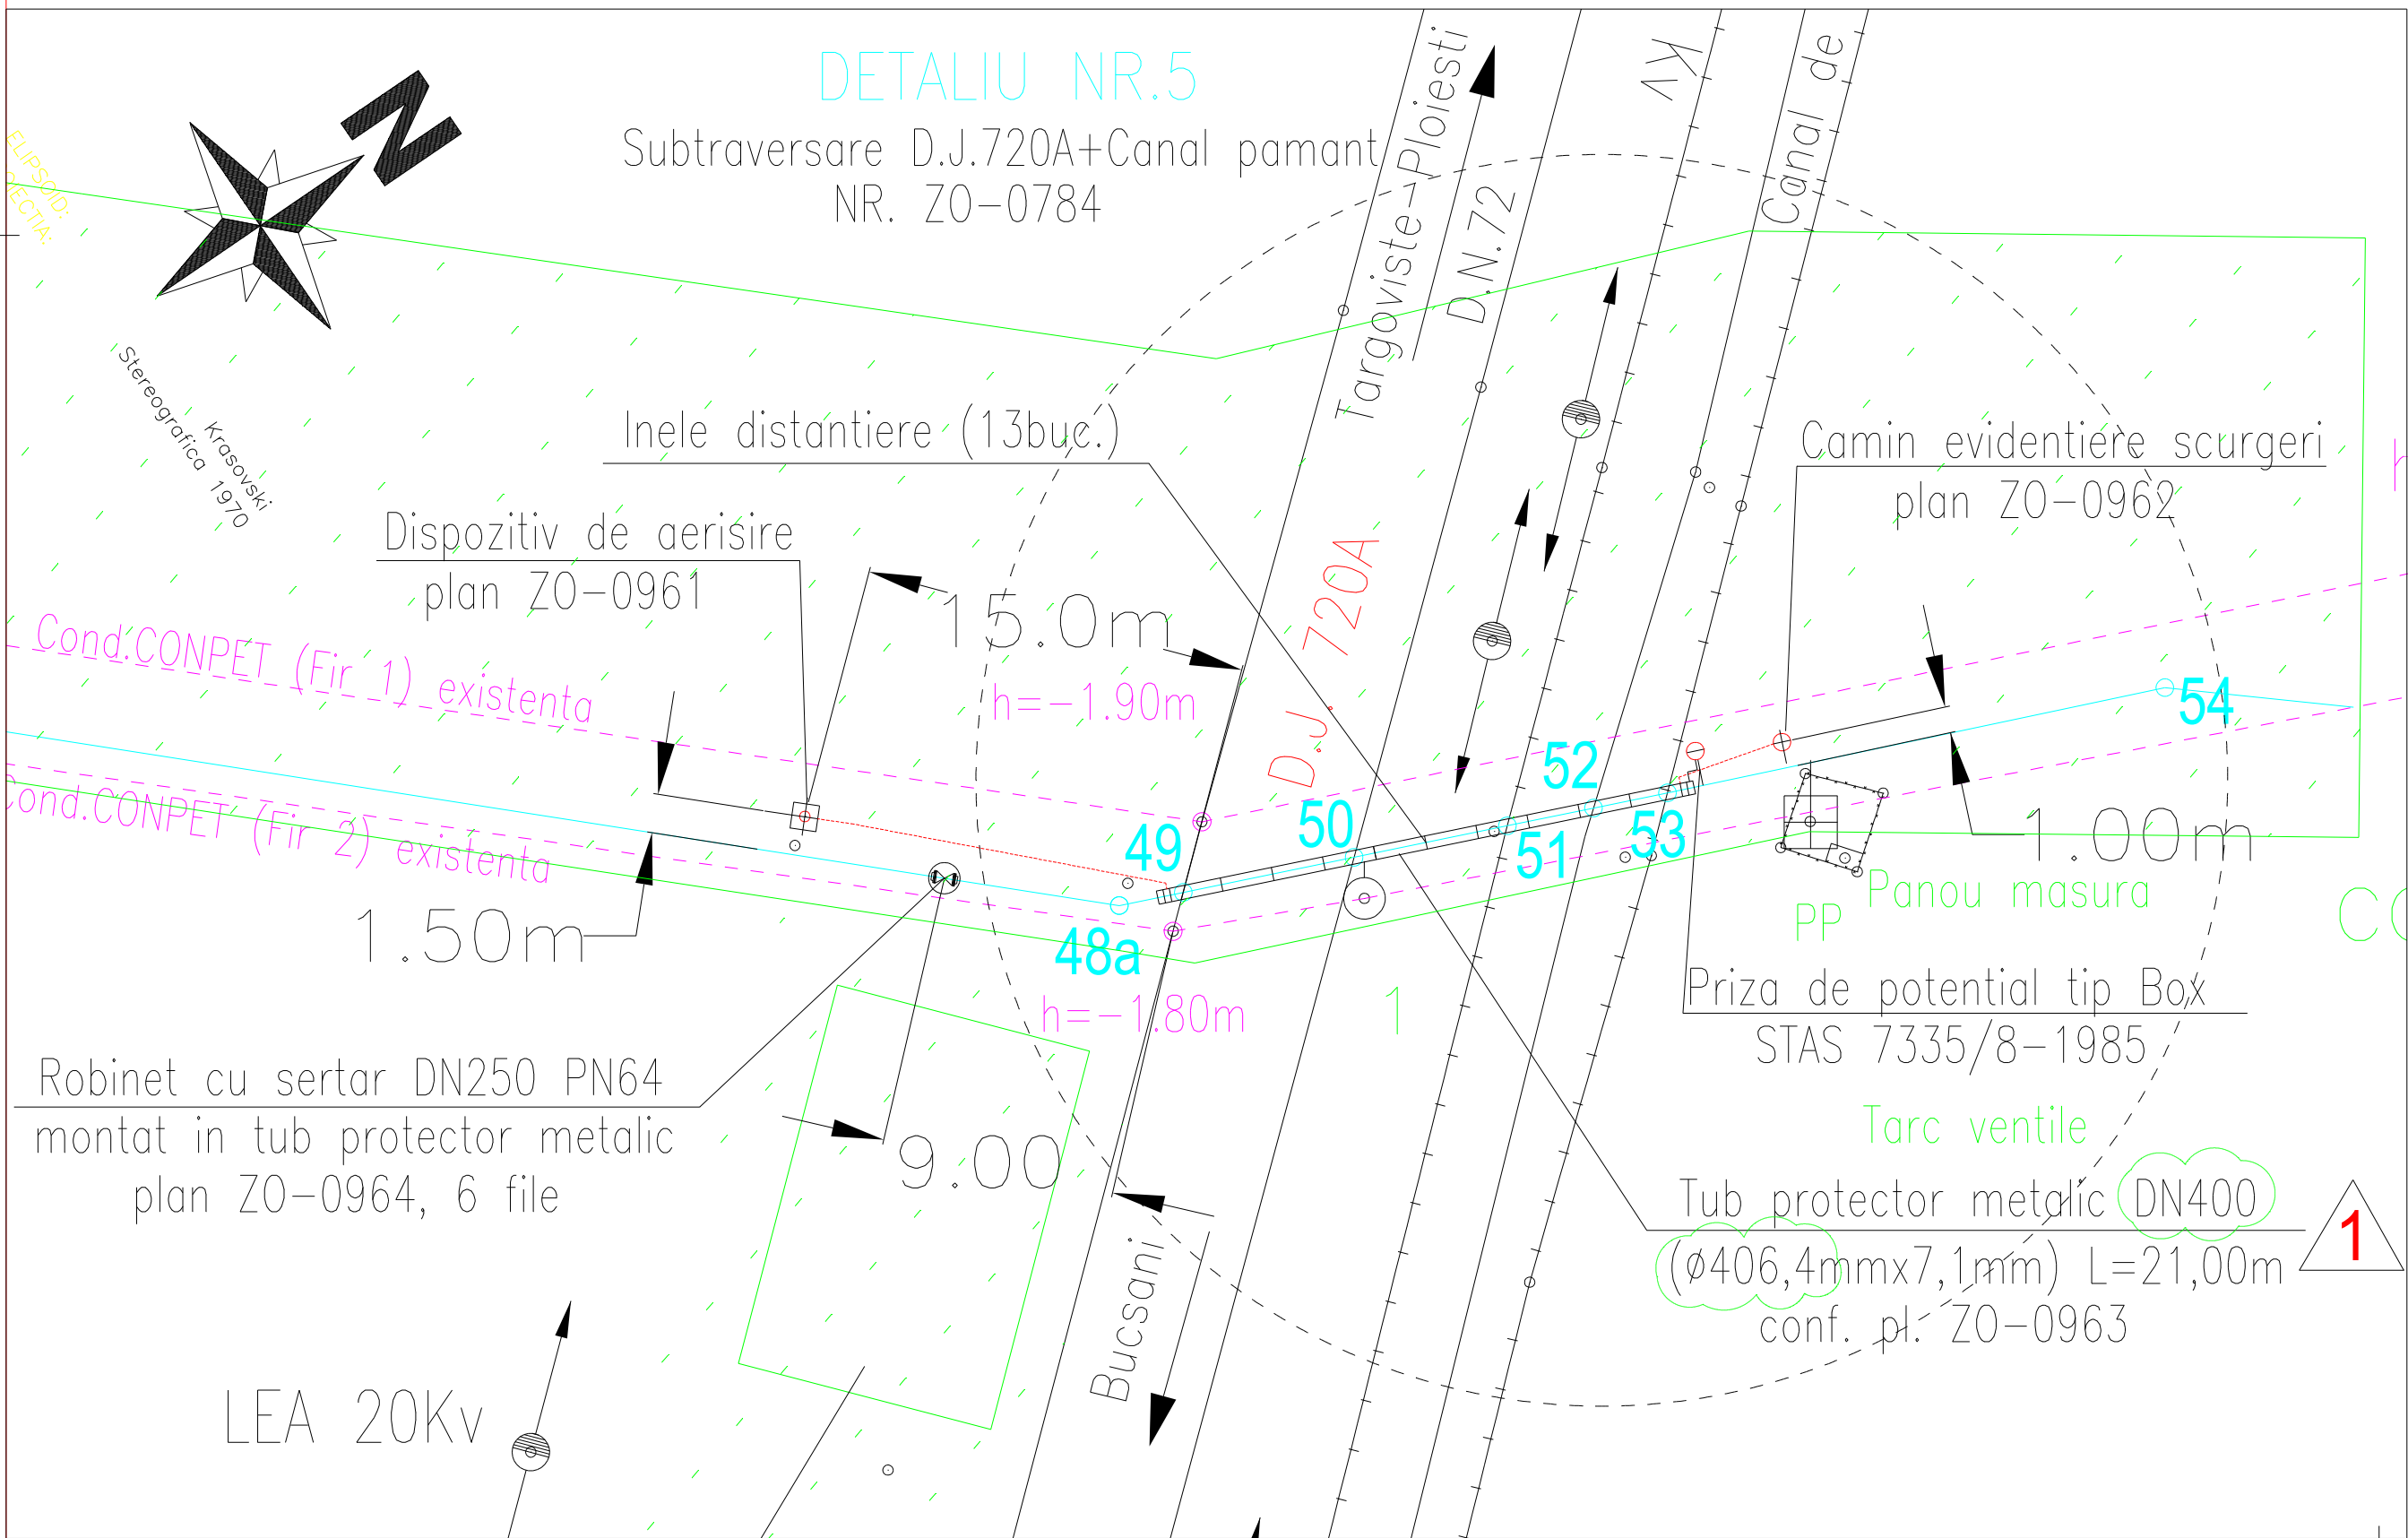 DETALIU NR.5
Subtraversare D.J.720A+Canal pamant
NR. ZO-0784
N
ELIPSOID:
Krasovski
Stereografica 1970
Targoviste-Ploiesti
D.N.72
KV
Canal de
Inele distantiere (13buc.)
Camin evidentiere scurgeri
plan ZO-0962
Dispozitiv de aerisire
plan ZO-0961
15.0m
D.J. 720A
Cond.CONPET (Fir 1) existenta
h=-1.90m
54
52
50
49
51
53
Cond.CONPET (Fir 2) existenta
1.00m
1.50m
48a
Panou masura
PP
h=-1.80m
1
Priza de potential tip Box
STAS 7335/8-1985
Robinet cu sertar DN250 PN64
montat in tub protector metalic
plan ZO-0964, 6 file
9.00
Tarc ventile
Tub protector metalic DN400
(ø406,4mmx7,1mm) L=21,00m
conf. pl. ZO-0963
1
Bucsani
LEA 20Kv